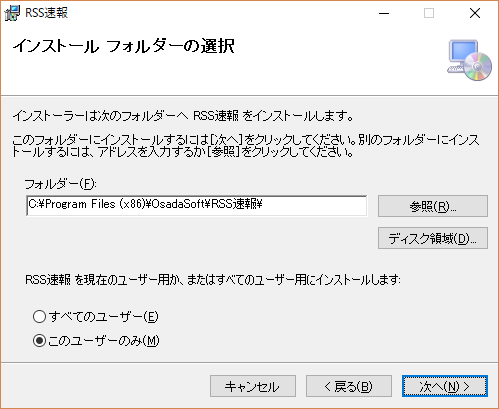 RSS速報
インストール フォルダーの選択
インストーラーは次のフォルダーへ RSS速報 をインストールします。
このフォルダーにインストールするには[次へ]をクリックしてください。別のフォルダーにインス
トールするには、アドレスを入力するか[参照]をクリックしてください。
フォルダー(F):
C:¥Program Files (x86)¥OsadaSoft¥RSS速報¥
参照(R)...
ディスク領域(D)...
RSS速報 を現在のユーザー用か、またはすべてのユーザー用にインストールします:
すべてのユーザー(E)
このユーザーのみ(M)
キャンセル
< 戻る(B)
次へ(N) >